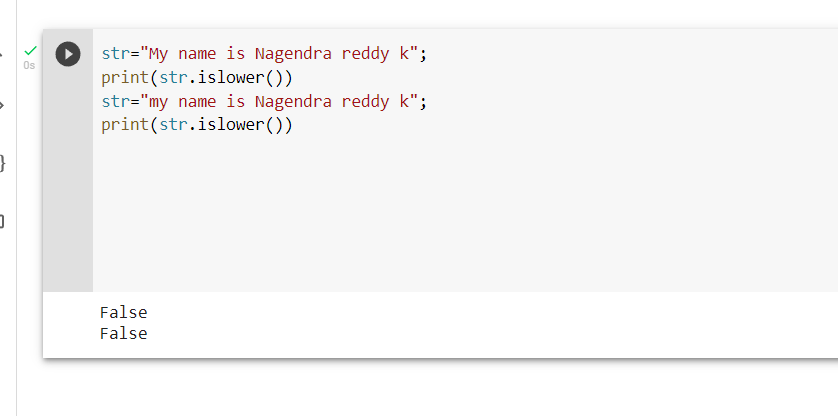 0s
str="My name is Nagendra reddy k";
print(str.islower())
str="my name is Nagendra reddy k";
print(str.islower())
False
False